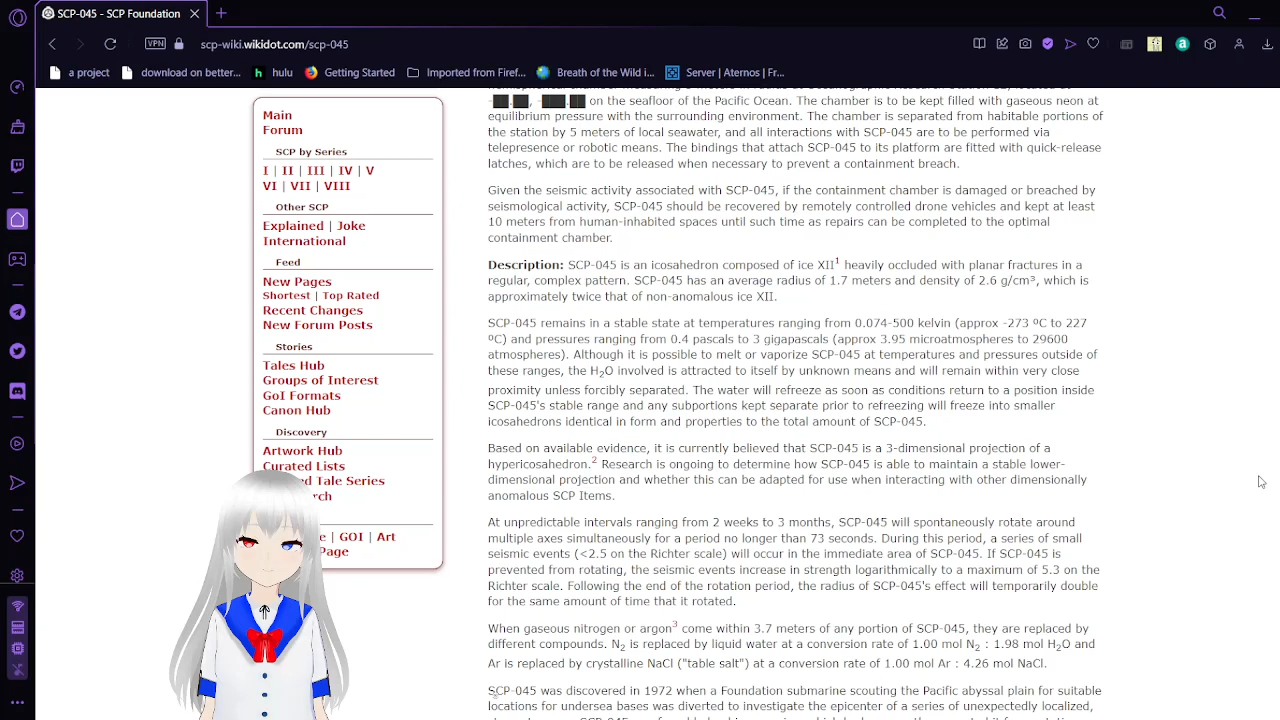 SCP-045 - SCP Foundation
VPN
scp-wiki.wikidot.com/scp-045
a project
download on better...
hulu
Getting Started
Imported from Firef...
Breath of the Wild i...
Server | Aternos | Fr...
Main
Forum
SCP by Series
I | II | III | IV | V
VI | VII | VIII
Other SCP
Explained | Joke
International
Feed
New Pages
Shortest | Top Rated
Recent Changes
New Forum Posts
Stories
Tales Hub
Groups of Interest
GoI Formats
Canon Hub
Discovery
Artwork Hub
Curated Lists
Tale Series
| GOI | Art
Page
-██.██, -███.██ on the seafloor of the Pacific Ocean. The chamber is to be kept filled with gaseous neon at
equilibrium pressure with the surrounding environment. The chamber is separated from habitable portions of
the station by 5 meters of local seawater, and all interactions with SCP-045 are to be performed via
telepresence or robotic means. The bindings that attach SCP-045 to its platform are fitted with quick-release
latches, which are to be released when necessary to prevent a containment breach.
Given the seismic activity associated with SCP-045, if the containment chamber is damaged or breached by
seismological activity, SCP-045 should be recovered by remotely controlled drone vehicles and kept at least
10 meters from human-inhabited spaces until such time as repairs can be completed to the optimal
containment chamber.
Description: SCP-045 is an icosahedron composed of ice XII1 heavily occluded with planar fractures in a
regular, complex pattern. SCP-045 has an average radius of 1.7 meters and density of 2.6 g/cm³, which is
approximately twice that of non-anomalous ice XII.
SCP-045 remains in a stable state at temperatures ranging from 0.074-500 kelvin (approx -273 ºC to 227
ºC) and pressures ranging from 0.4 pascals to 3 gigapascals (approx 3.95 microatmospheres to 29600
atmospheres). Although it is possible to melt or vaporize SCP-045 at temperatures and pressures outside of
these ranges, the H2O involved is attracted to itself by unknown means and will remain within very close
proximity unless forcibly separated. The water will refreeze as soon as conditions return to a position inside
SCP-045's stable range and any subportions kept separate prior to refreezing will freeze into smaller
icosahedrons identical in form and properties to the total amount of SCP-045.
Based on available evidence, it is currently believed that SCP-045 is a 3-dimensional projection of a
hypericosahedron.2 Research is ongoing to determine how SCP-045 is able to maintain a stable lower-
dimensional projection and whether this can be adapted for use when interacting with other dimensionally
anomalous SCP Items.
At unpredictable intervals ranging from 2 weeks to 3 months, SCP-045 will spontaneously rotate around
multiple axes simultaneously for a period no longer than 73 seconds. During this period, a series of small
seismic events (<2.5 on the Richter scale) will occur in the immediate area of SCP-045. If SCP-045 is
prevented from rotating, the seismic events increase in strength logarithmically to a maximum of 5.3 on the
Richter scale. Following the end of the rotation period, the radius of SCP-045's effect will temporarily double
for the same amount of time that it rotated.
When gaseous nitrogen or argon3 come within 3.7 meters of any portion of SCP-045, they are replaced by
different compounds. N2 is replaced by liquid water at a conversion rate of 1.00 mol N2 : 1.98 mol H2O and
Ar is replaced by crystalline NaCl ("table salt") at a conversion rate of 1.00 mol Ar : 4.26 mol NaCl.
SCP-045 was discovered in 1972 when a Foundation submarine scouting the Pacific abyssal plain for suitable
locations for undersea bases was diverted to investigate the epicenter of a series of unexpectedly localized,